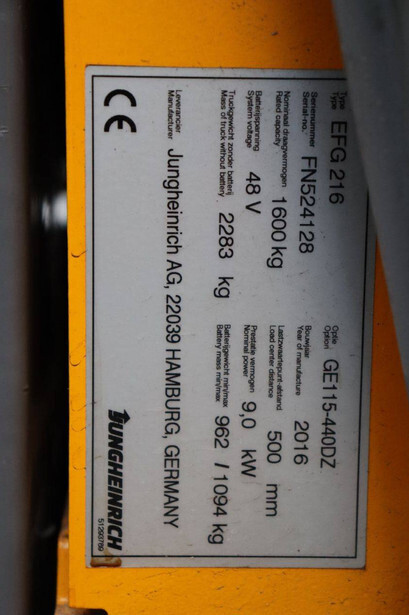 Type EFG 216 Optie GE115-440DZ
Type Option
Serienummer FN524128 Bouwjaar 2016
Serial-no. Year of manufacture
Nominaal draagvermogen 1600 kg Lastzwaartepunt-afstand 500 mm
Rated capacity Load center distance
Batterijspanning 48 V Prestatie vermogen 9,0 kW
System voltage Nominal power
Truckgewicht zonder batterij 2283 kg Batterijgewicht min/max 962 / 1094 kg
Mass of truck without battery Battery mass min/max
Leverancier Jungheinrich AG, 22039 HAMBURG, GERMANY
Manufacturer
CE JUNGHEINRICH
51293769